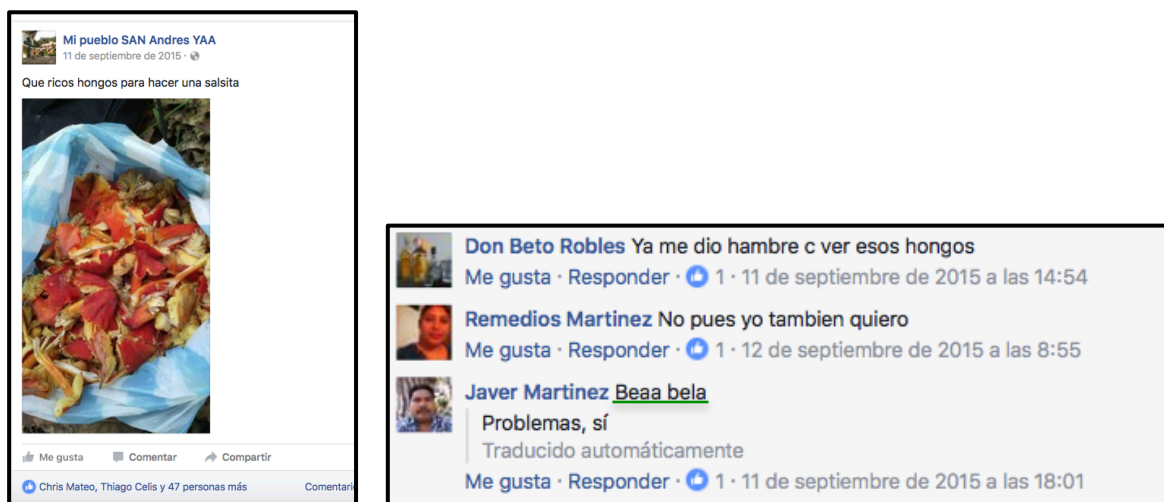 Mi pueblo SAN Andres YAA
11 de septiembre de 2015 ·
Que ricos hongos para hacer una salsita
Me gusta Comentar Compartir
Chris Mateo, Thiago Celis y 47 personas más Comentari
Don Beto Robles Ya me dio hambre c ver esos hongos
Me gusta · Responder · 1 · 11 de septiembre de 2015 a las 14:54
Remedios Martinez No pues yo tambien quiero
Me gusta · Responder · 1 · 12 de septiembre de 2015 a las 8:55
Javer Martinez Beaa bela
Problemas, sí
Traducido automáticamente
Me gusta · Responder · 1 · 11 de septiembre de 2015 a las 18:01